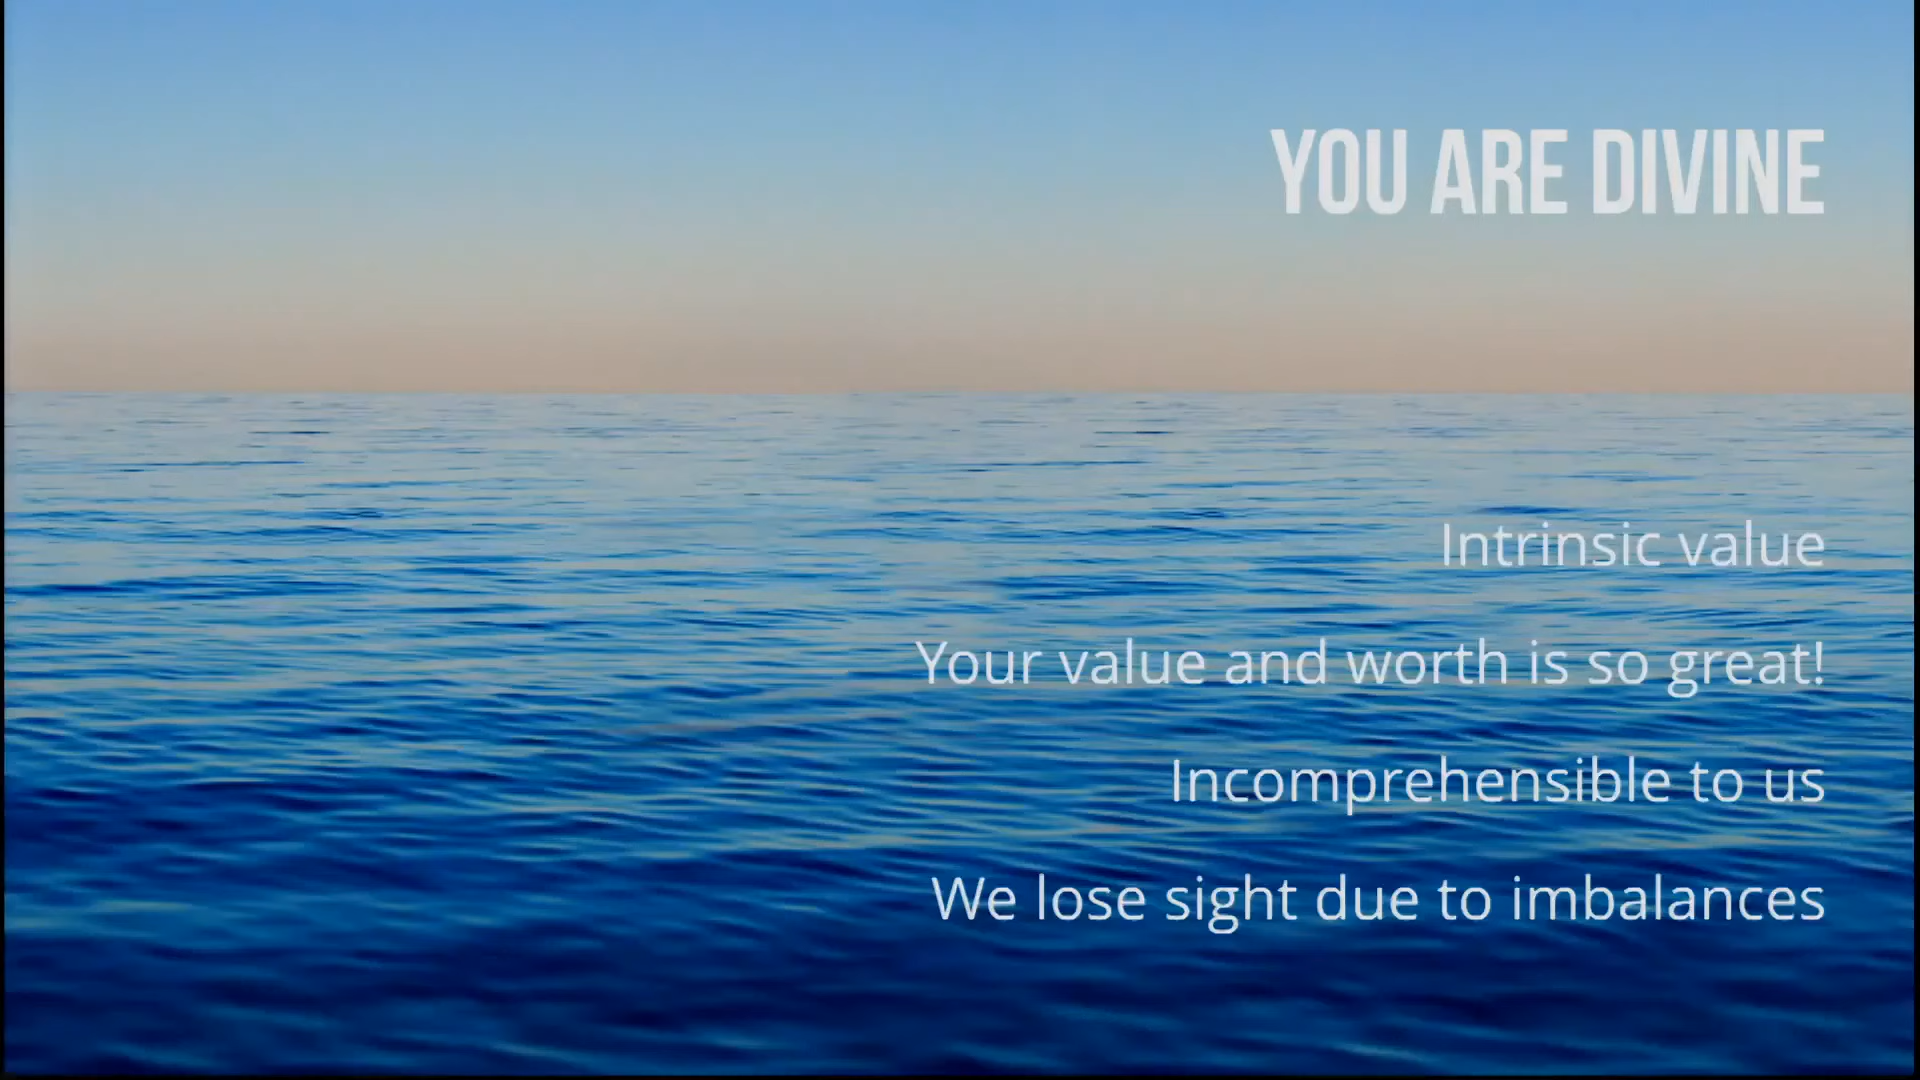 YOU ARE DIVINE
Intrinsic value
Your value and worth is so great!
Incomprehensible to us
We lose sight due to imbalances